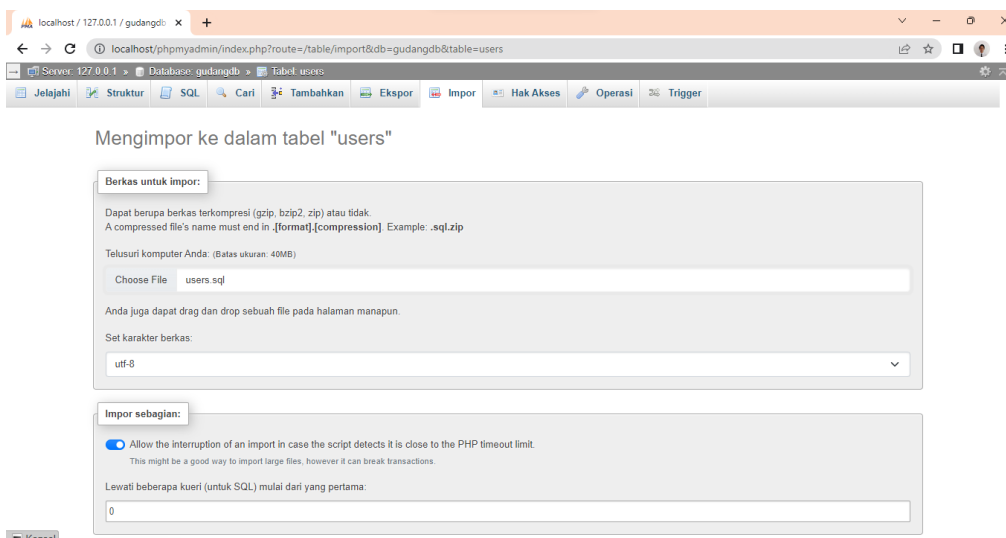 localhost / 127.0.0.1 / gudangdb
localhost/phpmyadmin/index.php?route=/table/import&db=gudangdb&table=users
Server: 127.0.0.1 » Database: gudangdb » Tabel: users
Jelajahi Struktur SQL Cari Tambahkan Ekspor Impor Hak Akses Operasi Trigger
Mengimpor ke dalam tabel "users"
Berkas untuk impor:
Dapat berupa berkas terkompresi (gzip, bzip2, zip) atau tidak.
A compressed file's name must end in .[format].[compression]. Example: .sql.zip
Telusuri komputer Anda: (Batas ukuran: 40MB)
Choose File users.sql
Anda juga dapat drag dan drop sebuah file pada halaman manapun.
Set karakter berkas:
utf-8
Impor sebagian:
Allow the interruption of an import in case the script detects it is close to the PHP timeout limit.
This might be a good way to import large files, however it can break transactions.
Lewati beberapa kueri (untuk SQL) mulai dari yang pertama:
0